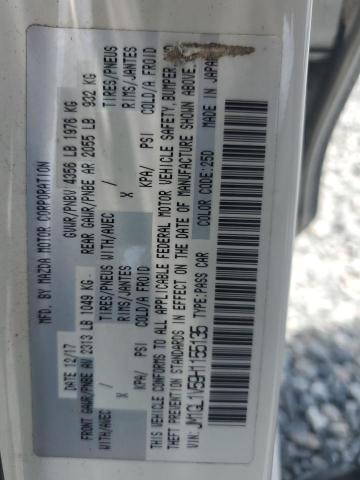 MFD. BY MAZDA MOTOR CORPORATION
DATE 12/17 GVWR/PNBV 4356 LB 1976 KG
FRONT GAWR/PNBE AV 2313 LB 1049 KG REAR GAWR/PNBE AR 2055 LB 932 KG
WITH/AVEC / TIRES/PNEUS WITH/AVEC / TIRES/PNEUS
X RIMS/JANTES X RIMS/JANTES
KPA/ PSI COLD/A FROID KPA/ PSI COLD/A FROID
THIS VEHICLE CONFORMS TO ALL APPLICABLE FEDERAL MOTOR VEHICLE SAFETY, BUMPER, AND
THEFT PREVENTION STANDARDS IN EFFECT ON THE DATE OF MANUFACTURE SHOWN ABOVE.
MADE IN JAPAN
VIN: TYPE:PASS CAR COLOR CODE:25D